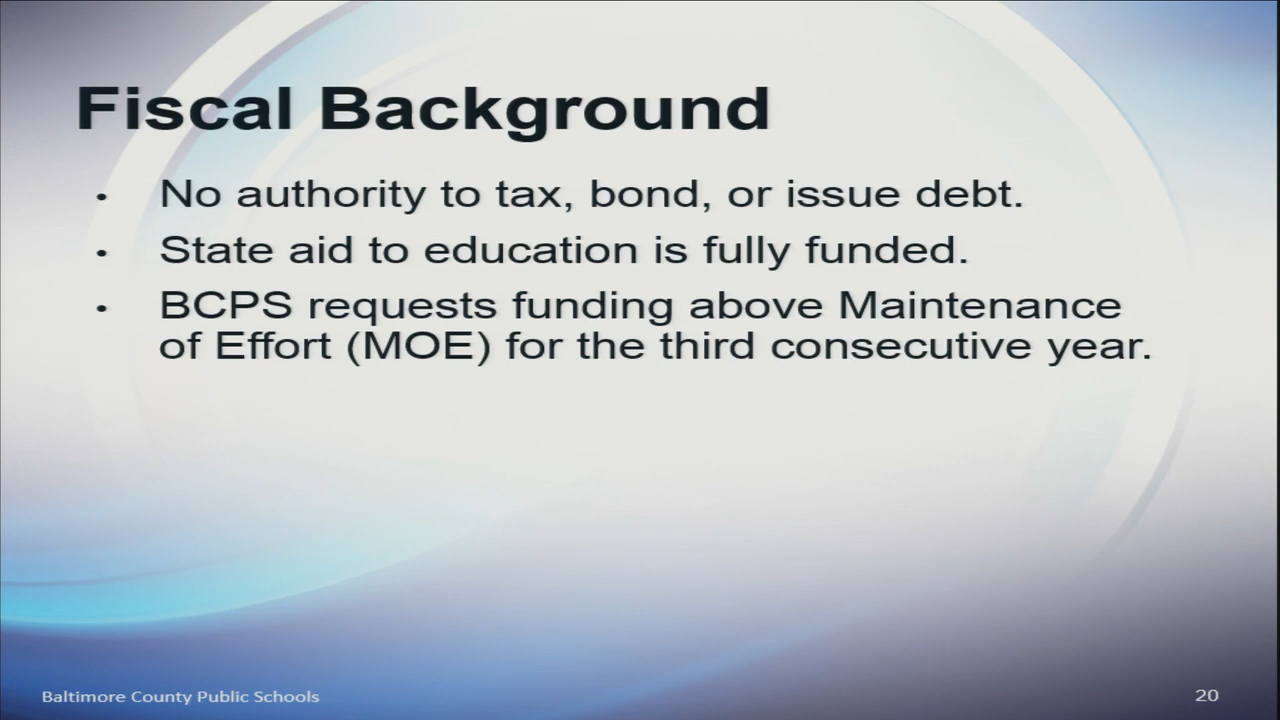 Fiscal Background
• No authority to tax, bond, or issue debt.
• State aid to education is fully funded.
• BCPS requests funding above Maintenance
of Effort (MOE) for the third consecutive year.
Baltimore County Public Schools
20